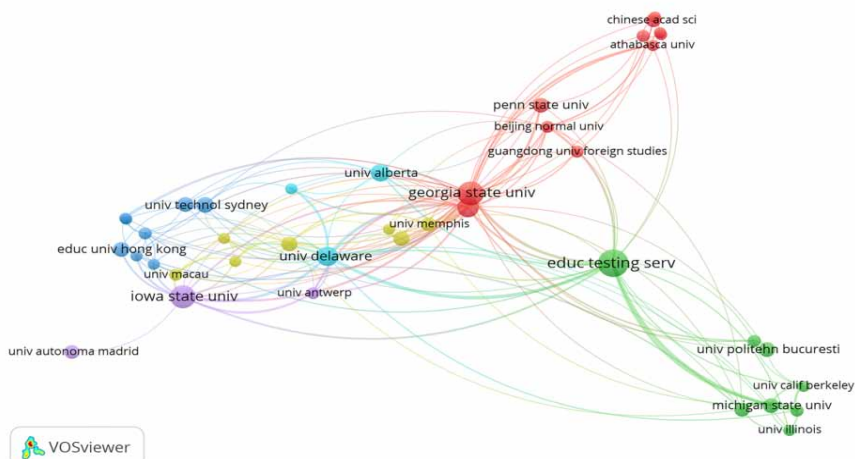 chinese acad sci
athabasca univ
penn state univ
beijing normal univ
guangdong univ foreign studies
univ alberta
georgia state univ
univ technol sydney
univ memphis
educ univ hong kong
univ delaware
educ testing serv
univ macau
iowa state univ
univ antwerp
univ autonoma madrid
univ politehn bucuresti
univ calif berkeley
michigan state univ
univ illinois
VOSviewer